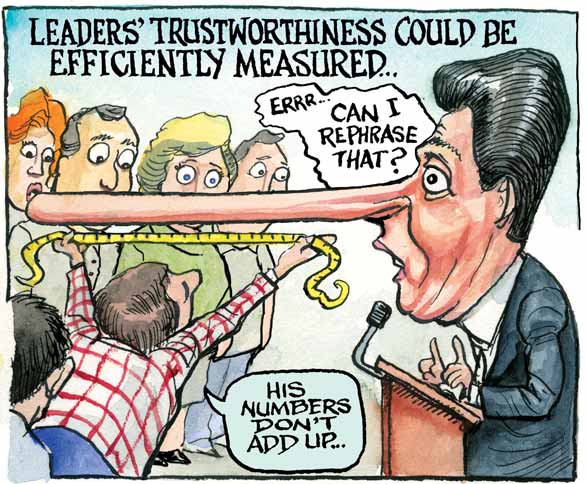 LEADERS' TRUSTWORTHINESS COULD BE
EFFICIENTLY MEASURED...
ERRR...
CAN I
REPHRASE
THAT?
HIS
NUMBERS
DON'T
ADD UP...